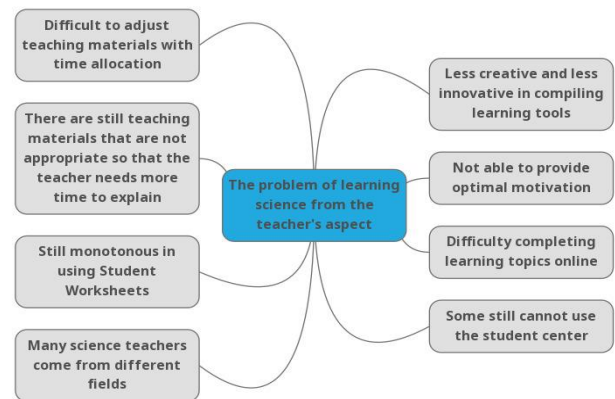 Difficult to adjust
teaching materials with
time allocation
There are still teaching
materials that are not
appropriate so that the
teacher needs more
time to explain
Still monotonous in
using Student
Worksheets
Many science teachers
come from different
fields
The problem of learning
science from the
teacher's aspect
Less creative and less
innovative in compiling
learning tools
Not able to provide
optimal motivation
Difficulty completing
learning topics online
Some still cannot use
the student center